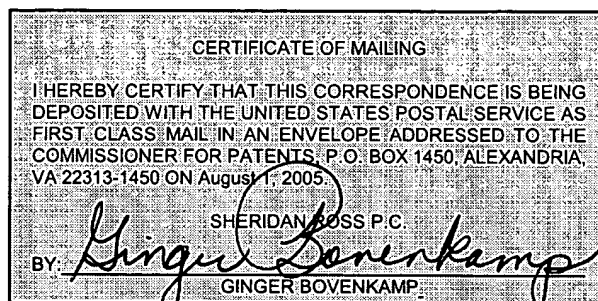 CERTIFICATE OF MAILING
I HEREBY CERTIFY THAT THIS CORRESPONDENCE IS BEING
DEPOSITED WITH THE UNITED STATES POSTAL SERVICE AS
FIRST CLASS MAIL IN AN ENVELOPE ADDRESSED TO THE
COMMISSIONER FOR PATENTS, P.O. BOX 1450, ALEXANDRIA,
VA 22313-1450 ON August 1, 2005.
SHERIDAN ROSS P.C.
BY: Ginger Bovenkamp
GINGER BOVENKAMP